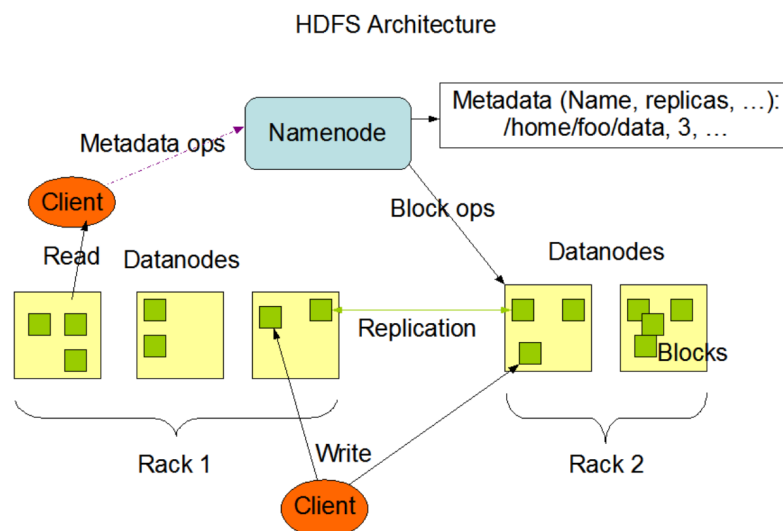 HDFS Architecture
Metadata (Name, replicas, …):
/home/foo/data, 3, …
Namenode
Metadata ops
Client
Block ops
Read
Datanodes
Datanodes
Replication
Blocks
Rack 1
Write
Rack 2
Client